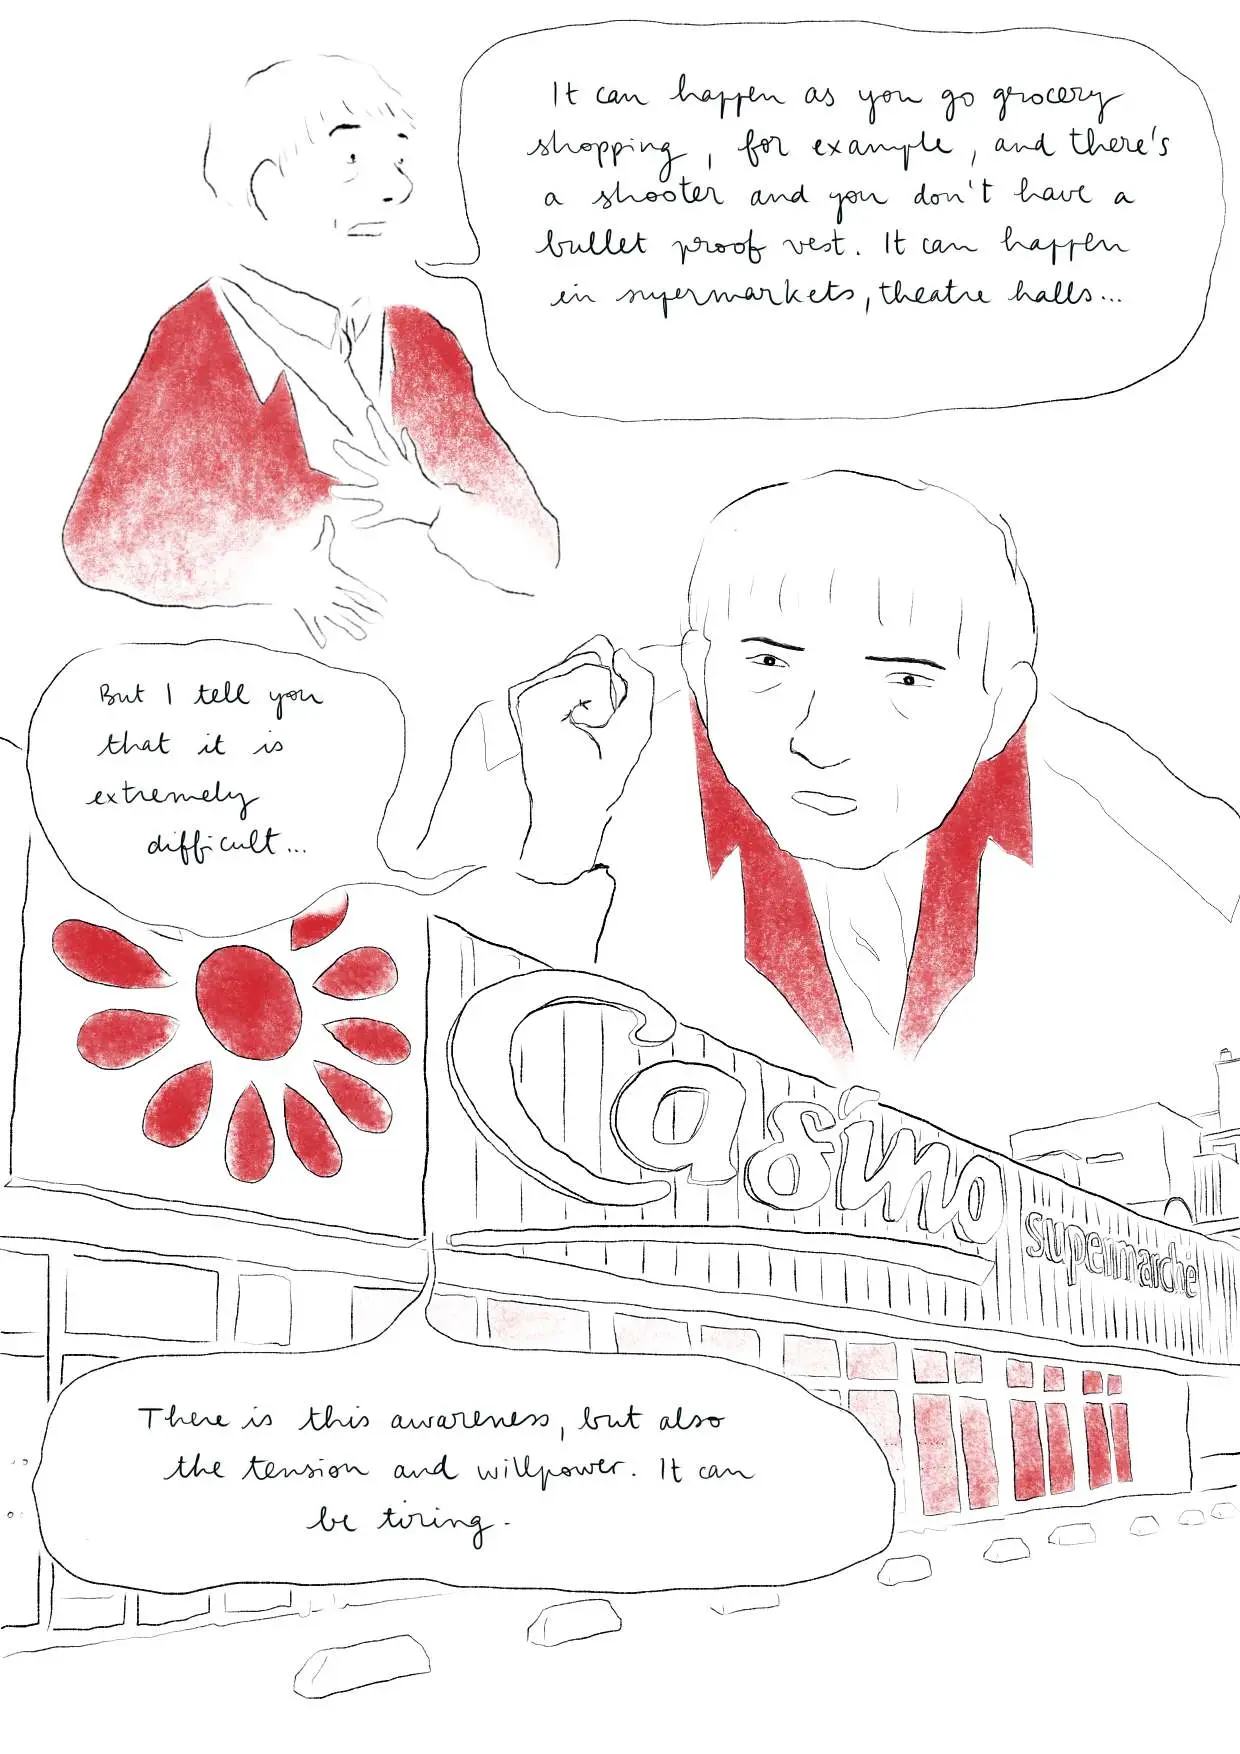 It can happen as you go grocery
shopping, for example, and there's
a shooter and you don't have a
bullet proof vest. It can happen
in supermarkets, theatre halls...
But I tell you
that it is
extremely
difficult...
Casino
supermarché
There is this awareness, but also
the tension and willpower. It can
be tiring.